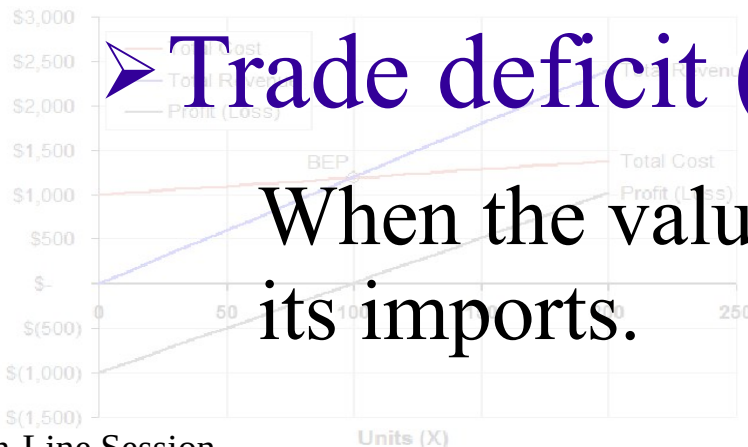 $3,000
Total Cost
➢Trade deficit (
$2,500
Total Revenu
Total Revenue
$2,000
Profit (Loss)
$1,500
BEP
Total Cost
$1,000
Profit (Loss)
When the valu
$500
$-
0 50 100 250
its imports.
$(500)
$(1,000)
$(1,500)
Units (X)
n-Line Session